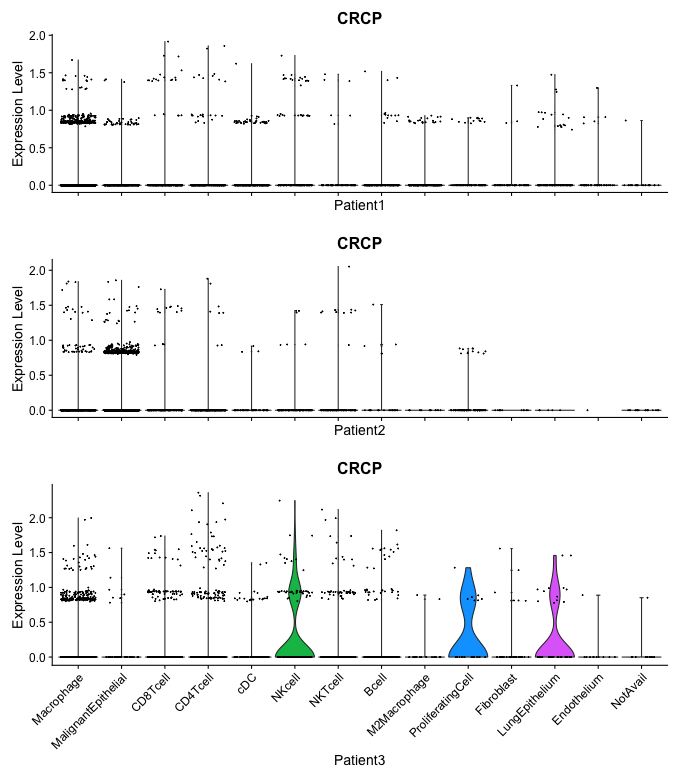 CRCP
Expression Level
2.0
1.5
1.0
0.5
0.0
Patient1
CRCP
Expression Level
2.0
1.5
1.0
0.5
0.0
Patient2
CRCP
Expression Level
2.0
1.5
1.0
0.5
0.0
Macrophage
MalignantEpithelial
CD8Tcell
CD4Tcell
cDC
NKcell
NKTcell
Bcell
M2Macrophage
ProliferatingCell
Fibroblast
LungEpithelium
Endothelium
NotAvail
Patient3